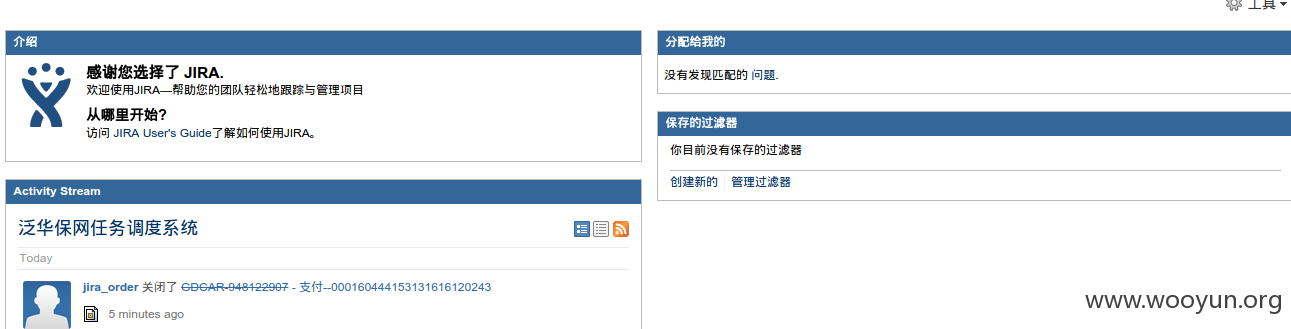 工具
介绍
感谢您选择了 JIRA.
欢迎使用JIRA—帮助您的团队轻松地跟踪与管理项目
从哪里开始?
访问 JIRA User's Guide了解如何使用JIRA。
Activity Stream
泛华保网任务调度系统
Today
jira_order 关闭了 GDCAR-948122907 - 支付--000160444153131616120243
5 minutes ago
分配给我的
没有发现匹配的 问题.
保存的过滤器
你目前没有保存的过滤器
创建新的 管理过滤器
www.wooyun.org